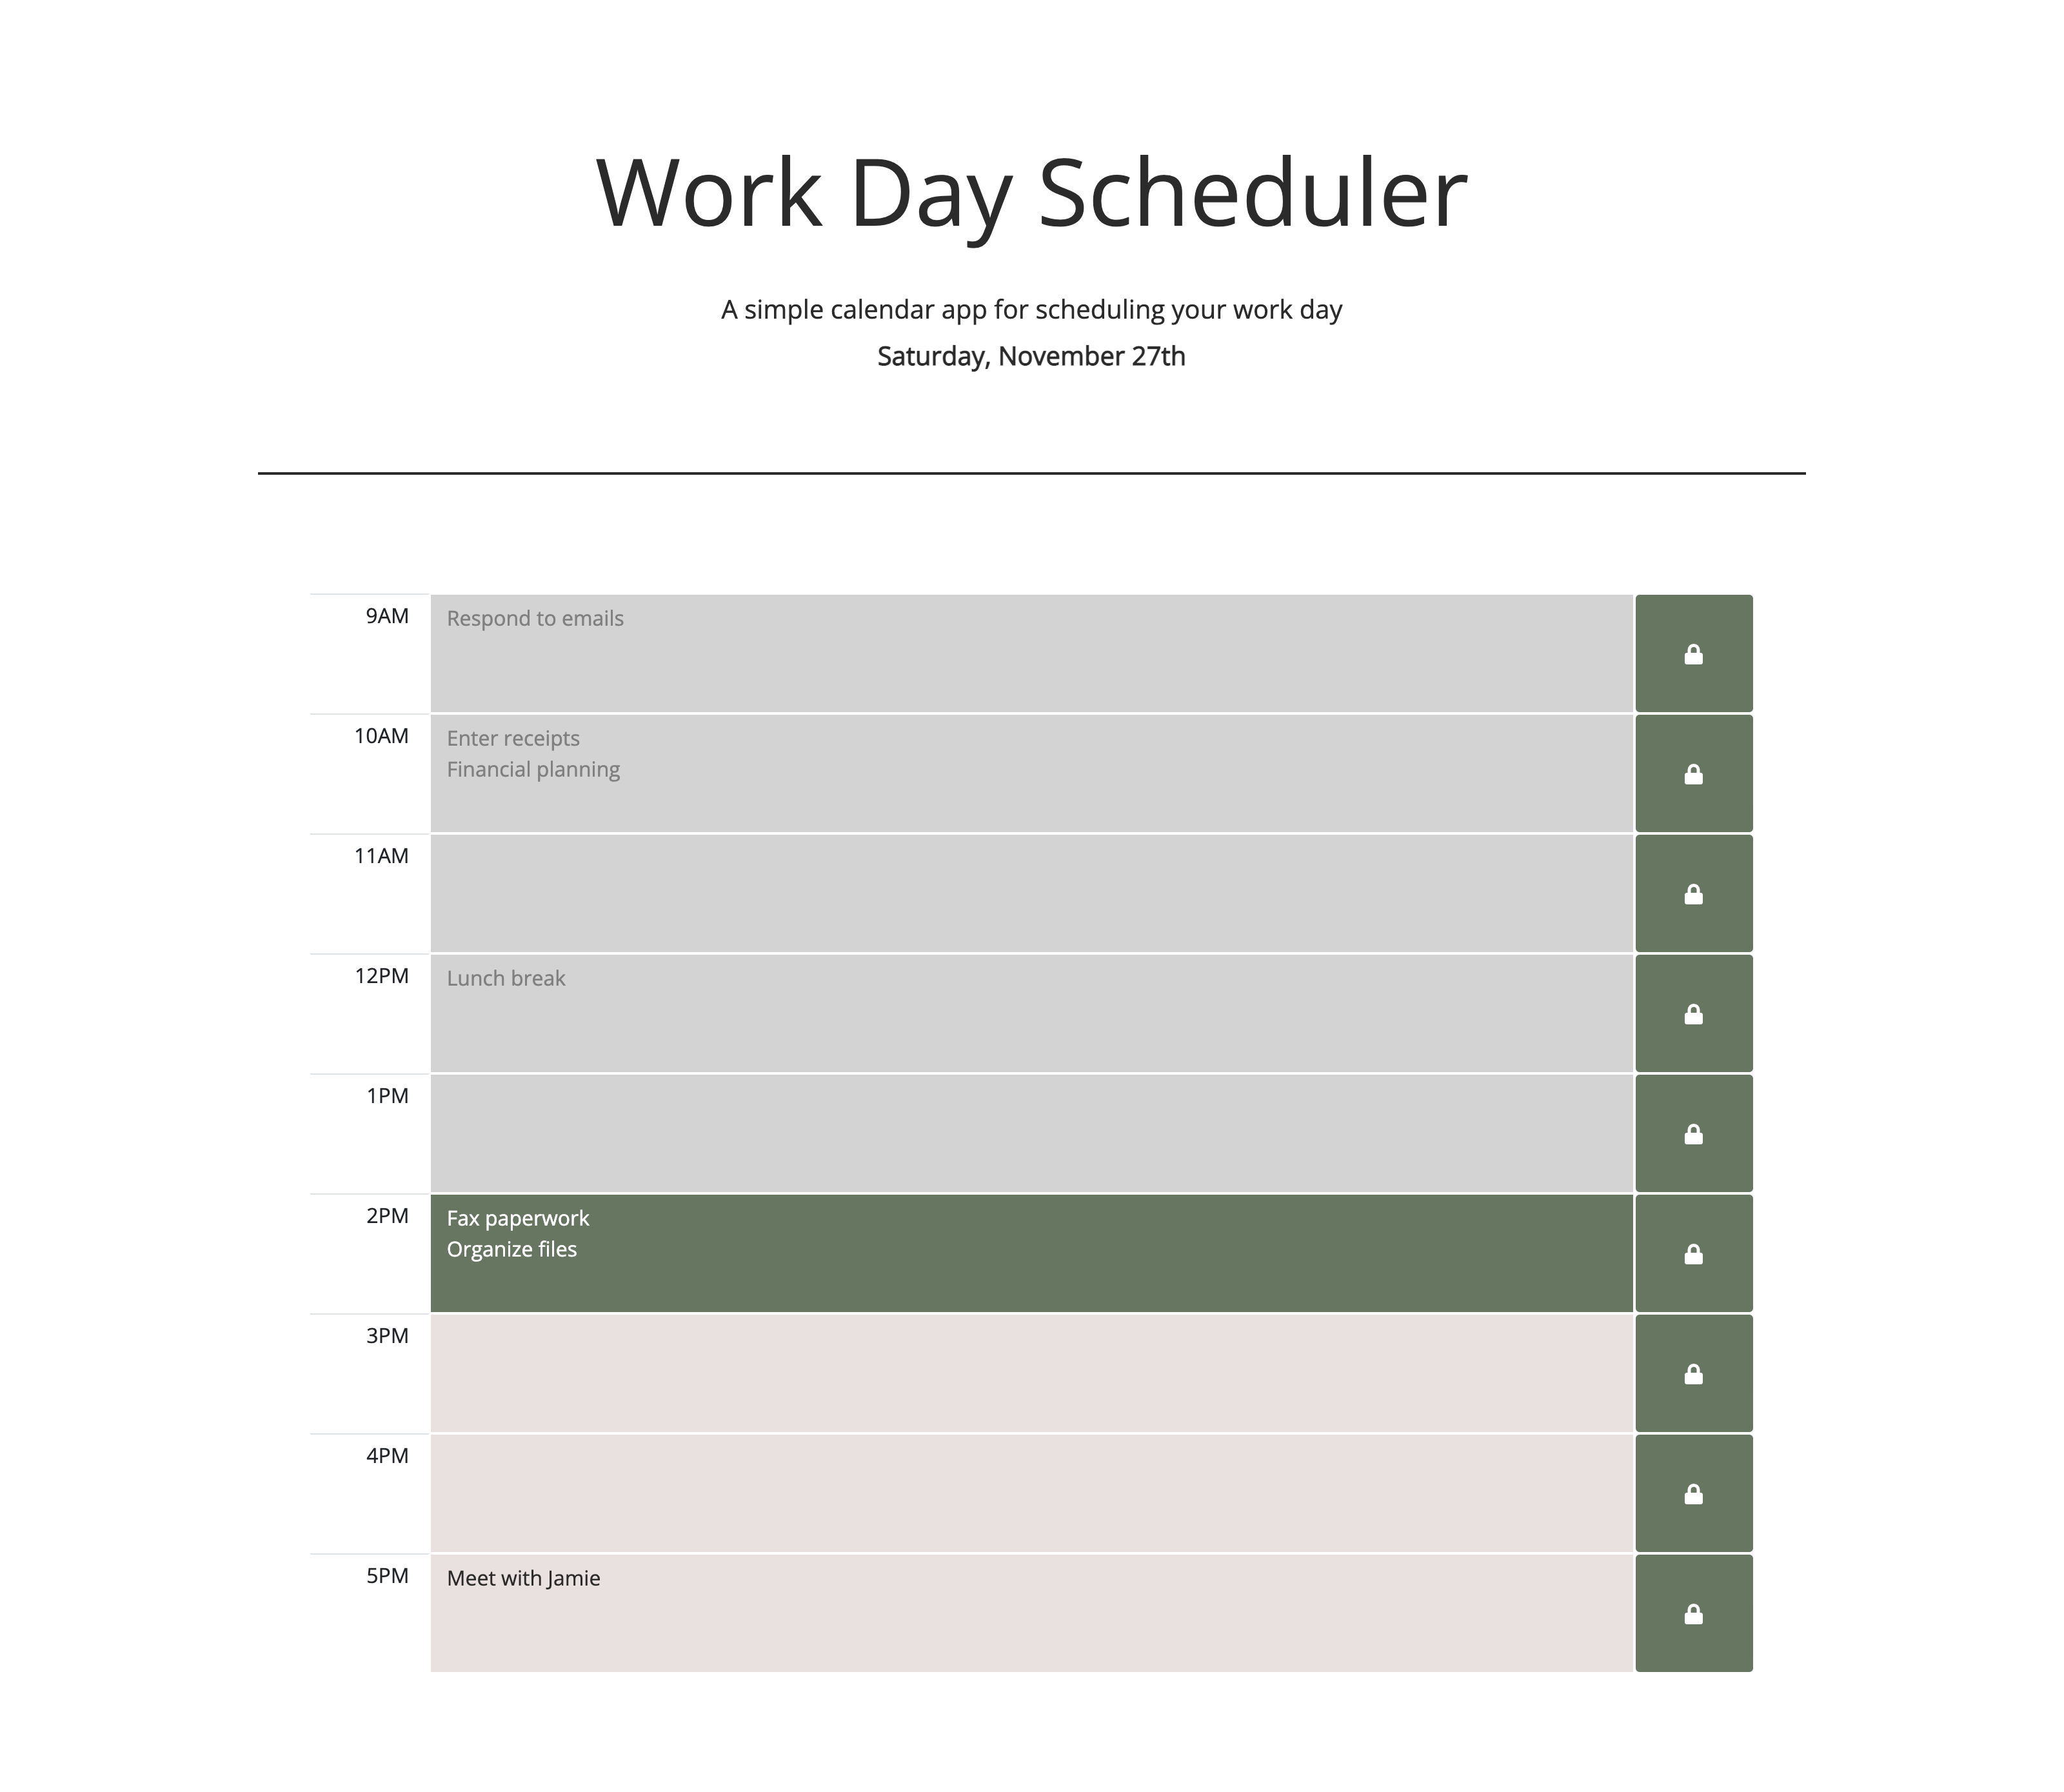 Work Day Scheduler
A simple calendar app for scheduling your work day
Saturday, November 27th
9AM
Respond to emails
10AM
Enter receipts
Financial planning
11AM
12PM
Lunch break
1PM
2PM
Fax paperwork
Organize files
3PM
4PM
5PM
Meet with Jamie